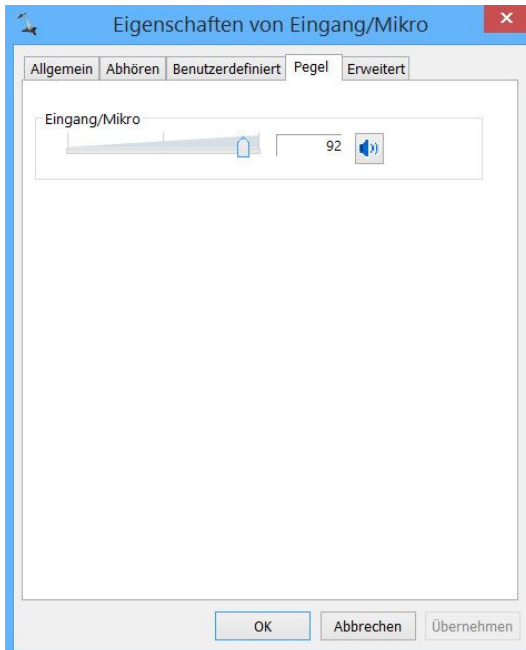 Eigenschaften von Eingang/Mikro
Allgemein Abhören Benutzerdefiniert Pegel Erweitert
Eingang/Mikro
92
OK Abbrechen Übernehmen